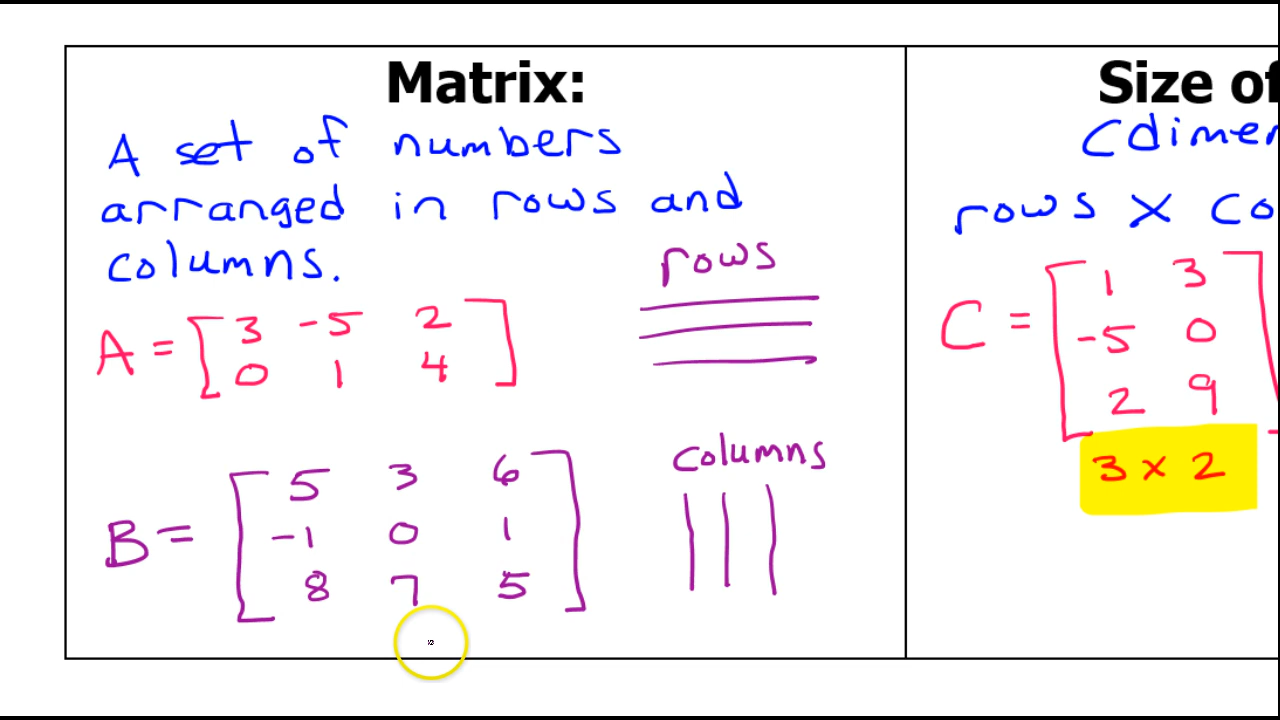 Matrix:
A set of numbers
arranged in rows and
columns.
rows
A = [ 3 -5 2
0 1 4 ]
columns
B = [ 5 3 6
-1 0 1
8 7 5 ]
Size of
(dimen
rows x co
C = [ 1 3
-5 0
2 9 ]
3 x 2